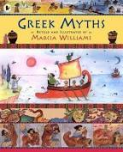 GREEK MYTHS
RETOLD AND ILLUSTRATED BY
MARCIA WILLIAMS